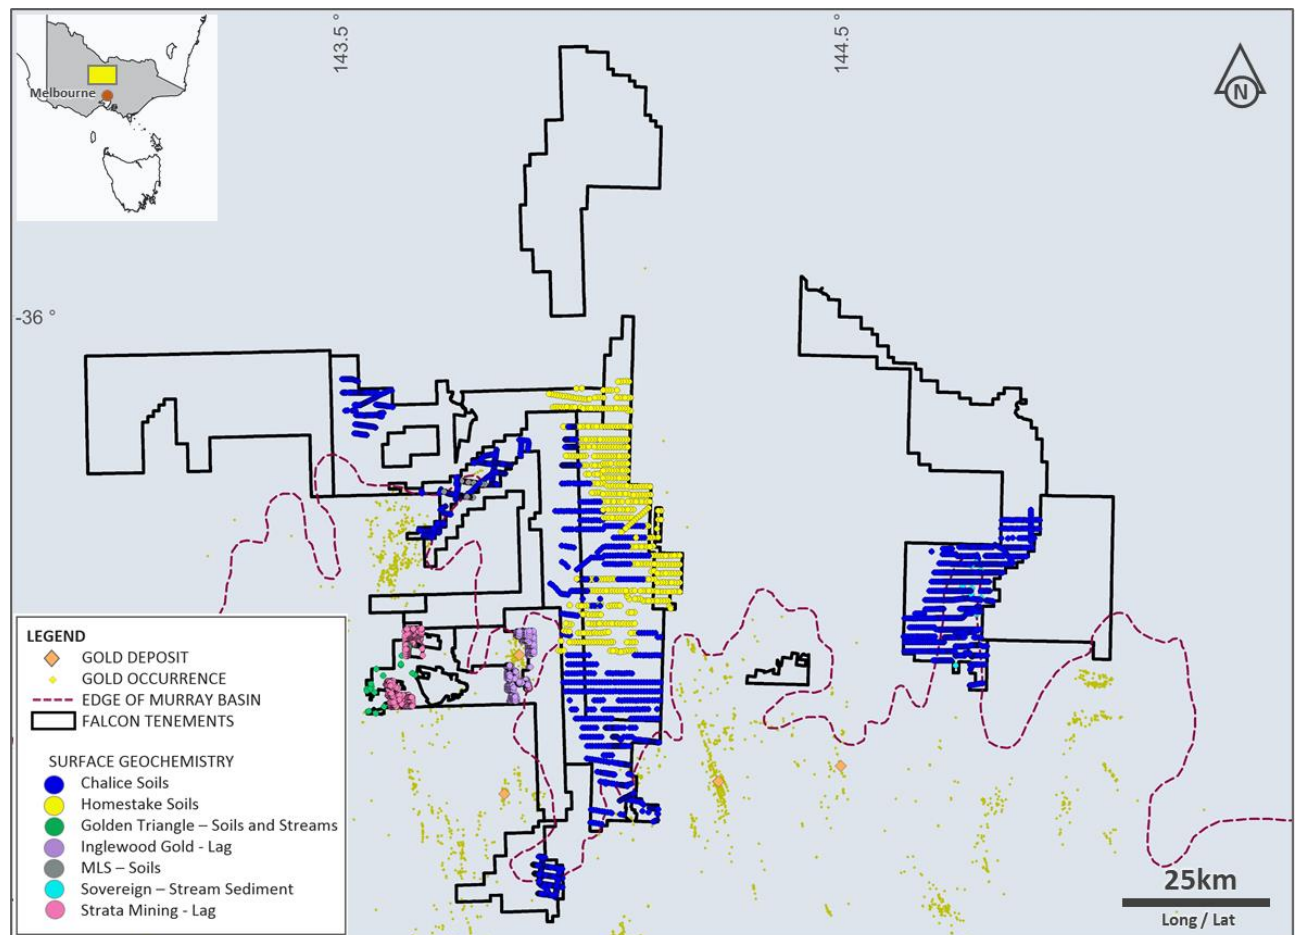 143.5 °
144.5 °
Melbourne
N
-36 °
LEGEND
GOLD DEPOSIT
GOLD OCCURRENCE
EDGE OF MURRAY BASIN
FALCON TENEMENTS
SURFACE GEOCHEMISTRY
Chalice Soils
Homestake Soils
Golden Triangle – Soils and Streams
Inglewood Gold - Lag
MLS – Soils
Sovereign – Stream Sediment
Strata Mining - Lag
25km
Long / Lat